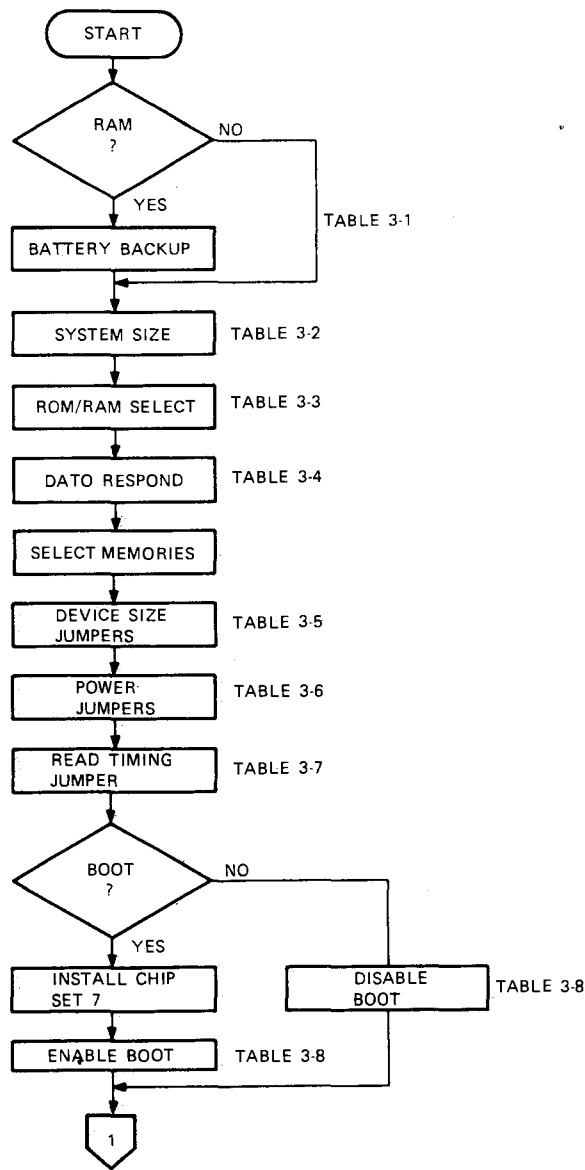 START
RAM
?
NO
YES
TABLE 3-1
BATTERY BACKUP
SYSTEM SIZE
TABLE 3-2
ROM/RAM SELECT
TABLE 3-3
DATO RESPOND
TABLE 3-4
SELECT MEMORIES
DEVICE SIZE
JUMPERS
TABLE 3-5
POWER
JUMPERS
TABLE 3-6
READ TIMING
JUMPER
TABLE 3-7
BOOT
?
NO
YES
INSTALL CHIP
SET 7
DISABLE
BOOT
TABLE 3-8
ENABLE BOOT
TABLE 3-8
1